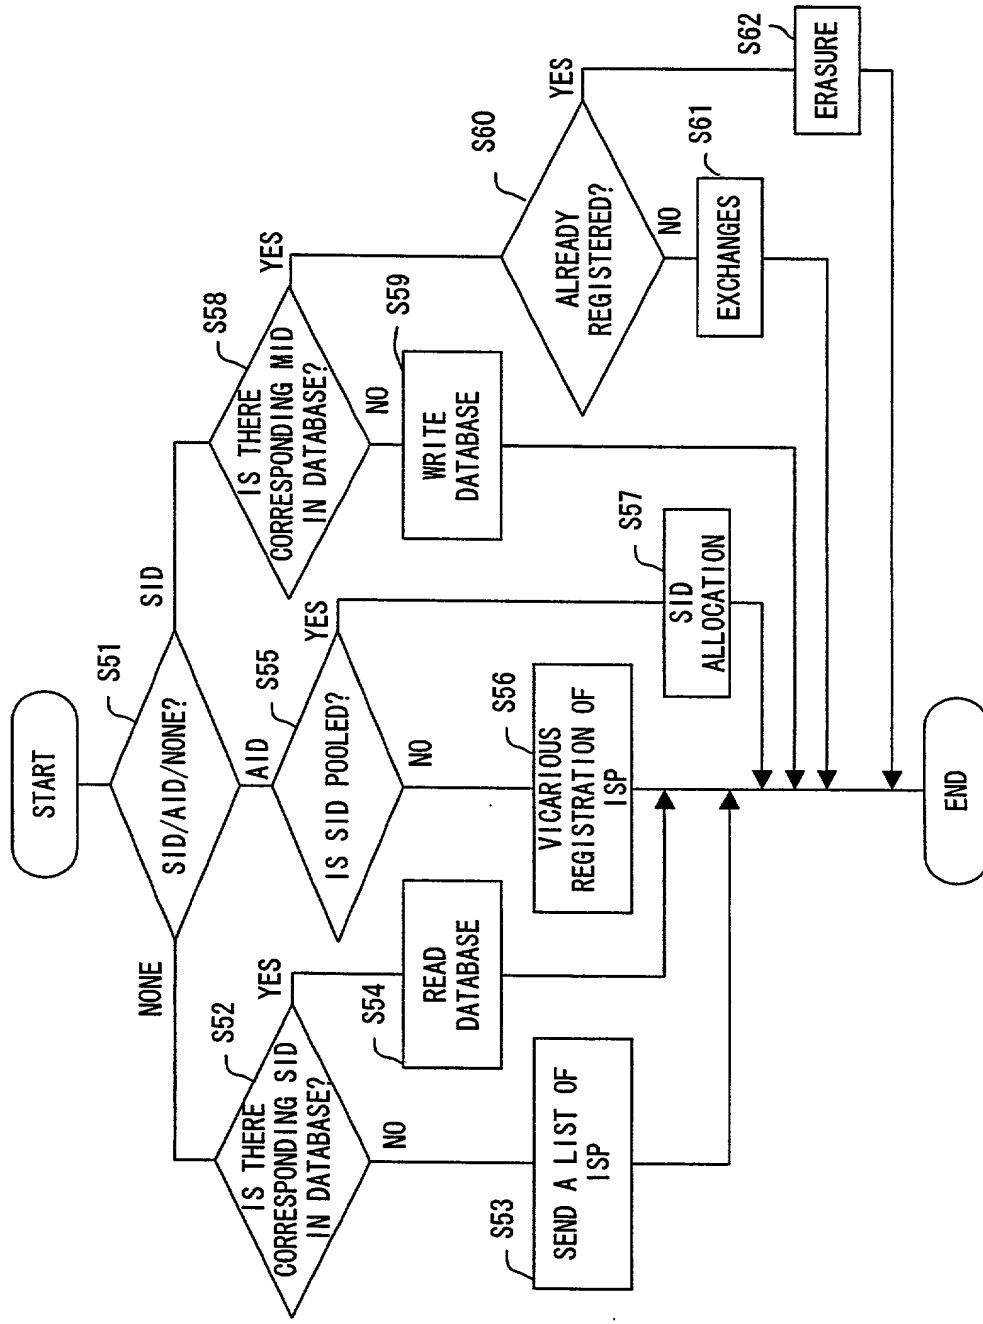 START
S51
SID/AID/NONE?
NONE
AID
SID
S52
IS THERE
CORRESPONDING SID
IN DATABASE?
YES
NO
S55
IS SID POOLED?
YES
NO
S58
IS THERE
CORRESPONDING MID
IN DATABASE?
YES
NO
S54
READ
DATABASE
S59
WRITE
DATABASE
S53
SEND A LIST OF
ISP
S56
VICARIOUS
REGISTRATION OF
ISP
S60
ALREADY
REGISTERED?
YES
NO
S57
SID
ALLOCATION
S61
EXCHANGES
S62
ERASURE
END